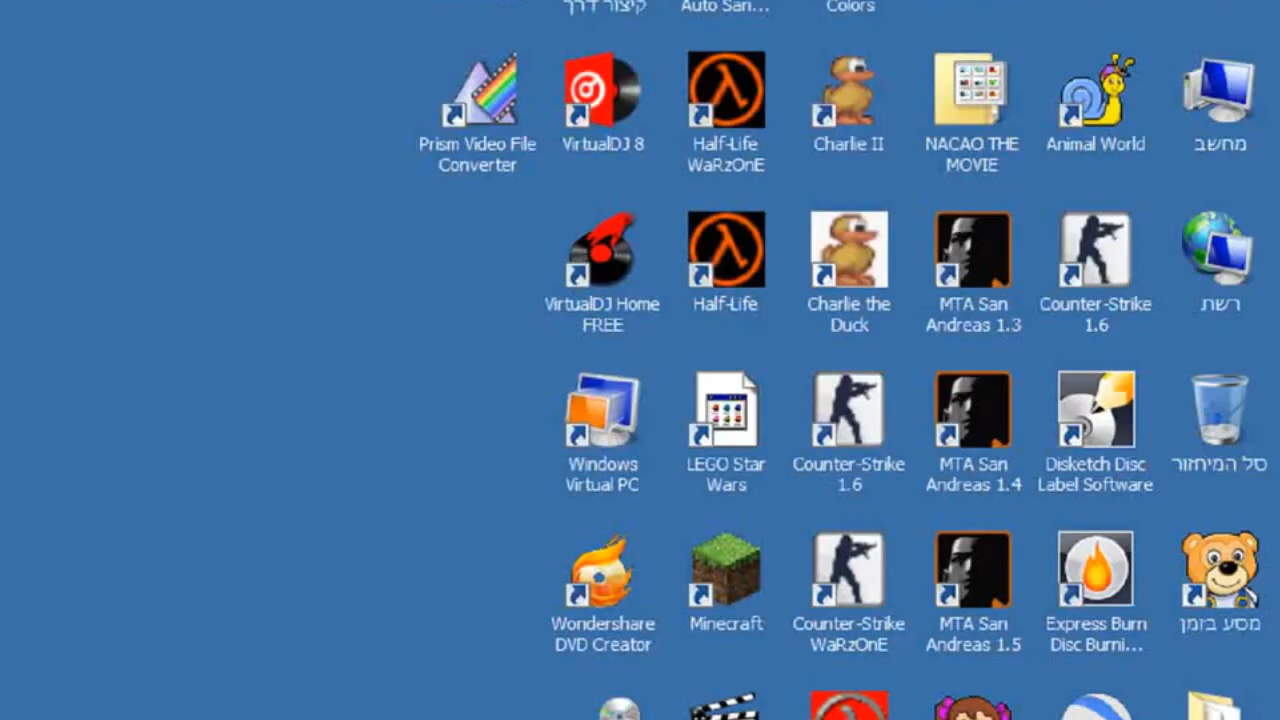 קיצור דרך
Auto San...
Colors
Prism Video File
Converter
VirtualDJ 8
Half-Life
WaRzOnE
Charlie II
NACAO THE
MOVIE
Animal World
מחשב
VirtualDJ Home
FREE
Half-Life
Charlie the
Duck
MTA San
Andreas 1.3
Counter-Strike
1.6
רשת
Windows
Virtual PC
LEGO Star
Wars
Counter-Strike
1.6
MTA San
Andreas 1.4
Disketch Disc
Label Software
סל המיחזור
Wondershare
DVD Creator
Minecraft
Counter-Strike
WaRzOnE
MTA San
Andreas 1.5
Express Burn
Disc Burni...
מסע בזמן